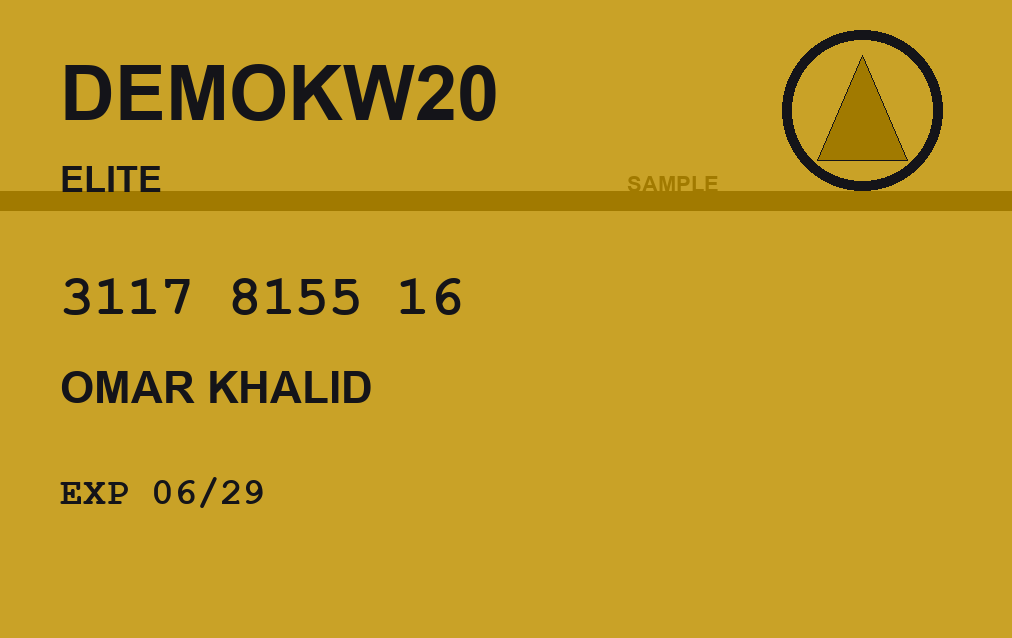 DEMOKW20
ELITE
SAMPLE
3117 8155 16
OMAR KHALID
EXP 06/29